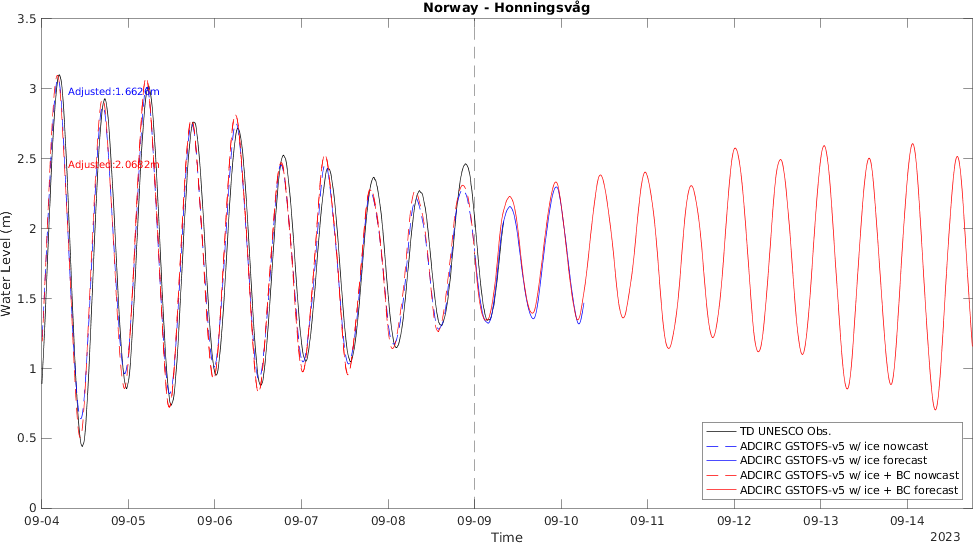 Norway - Honningsvåg
3.5
3
2.5
2
1.5
1
0.5
0
Water Level (m)
Adjusted:1.6626m
Adjusted:2.0632m
TD UNESCO Obs.
ADCIRC GSTOFS-v5 w/ ice nowcast
ADCIRC GSTOFS-v5 w/ ice forecast
ADCIRC GSTOFS-v5 w/ ice + BC nowcast
ADCIRC GSTOFS-v5 w/ ice + BC forecast
09-04 09-05 09-06 09-07 09-08 09-09 09-10 09-11 09-12 09-13 09-14
Time
2023